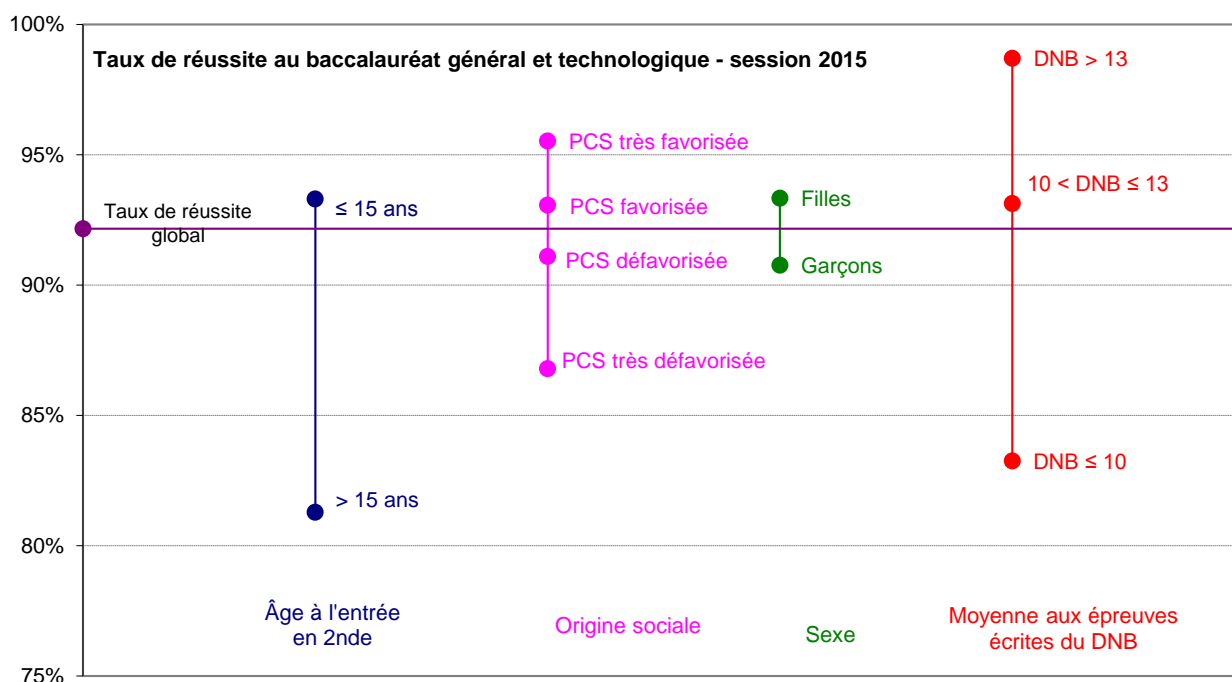 100%
Taux de réussite au baccalauréat général et technologique - session 2015
DNB > 13
95%
PCS très favorisée
10 < DNB ≤ 13
Taux de réussite
global
≤ 15 ans
PCS favorisée
Filles
PCS défavorisée
Garçons
90%
PCS très défavorisée
85%
DNB ≤ 10
> 15 ans
80%
Âge à l'entrée
en 2nde
Origine sociale
Sexe
Moyenne aux épreuves
écrites du DNB
75%